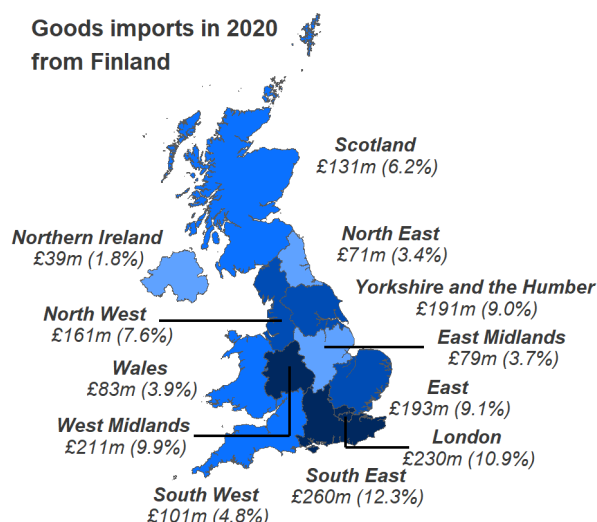 Goods imports in 2020
from Finland
Scotland
£131m (6.2%)
Northern Ireland
£39m (1.8%)
North East
£71m (3.4%)
Yorkshire and the Humber
£191m (9.0%)
North West
£161m (7.6%)
East Midlands
£79m (3.7%)
Wales
£83m (3.9%)
East
£193m (9.1%)
West Midlands
£211m (9.9%)
London
£230m (10.9%)
South East
£260m (12.3%)
South West
£101m (4.8%)